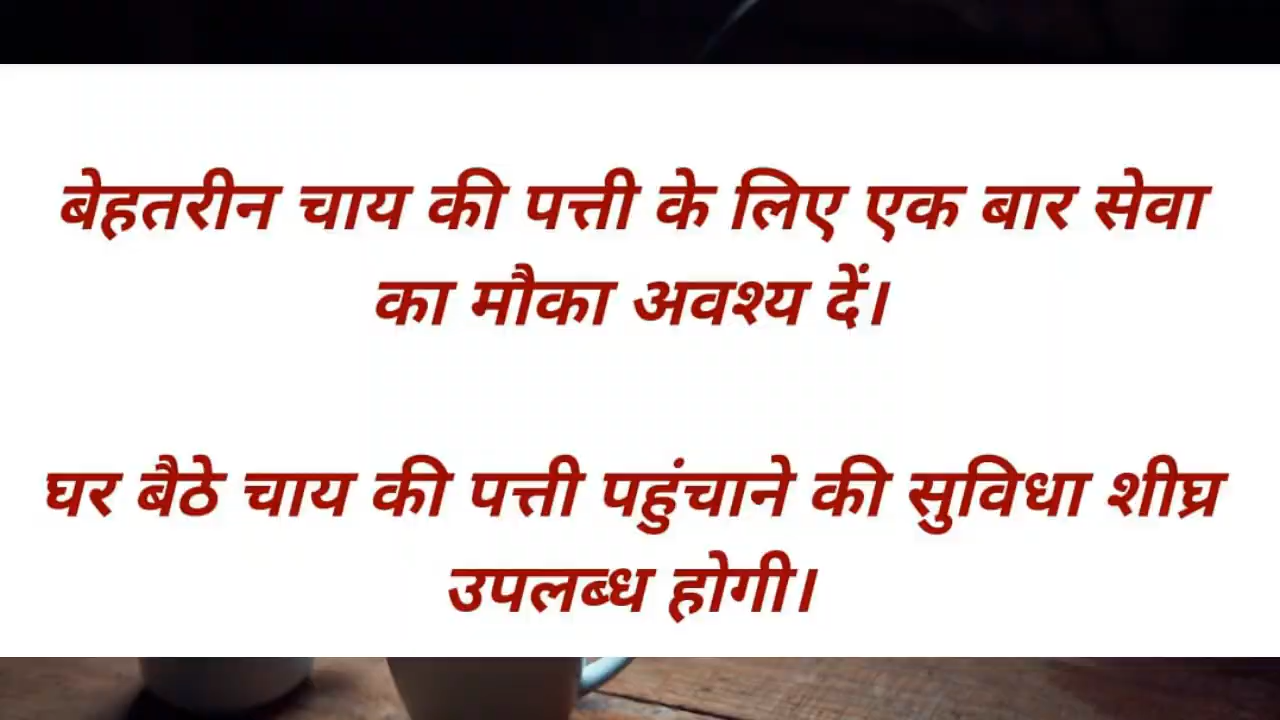 बेहतरीन चाय की पत्ती के लिए एक बार सेवा
का मौका अवश्य दें।
घर बैठे चाय की पत्ती पहुंचाने की सुविधा शीघ्र
उपलब्ध होगी।